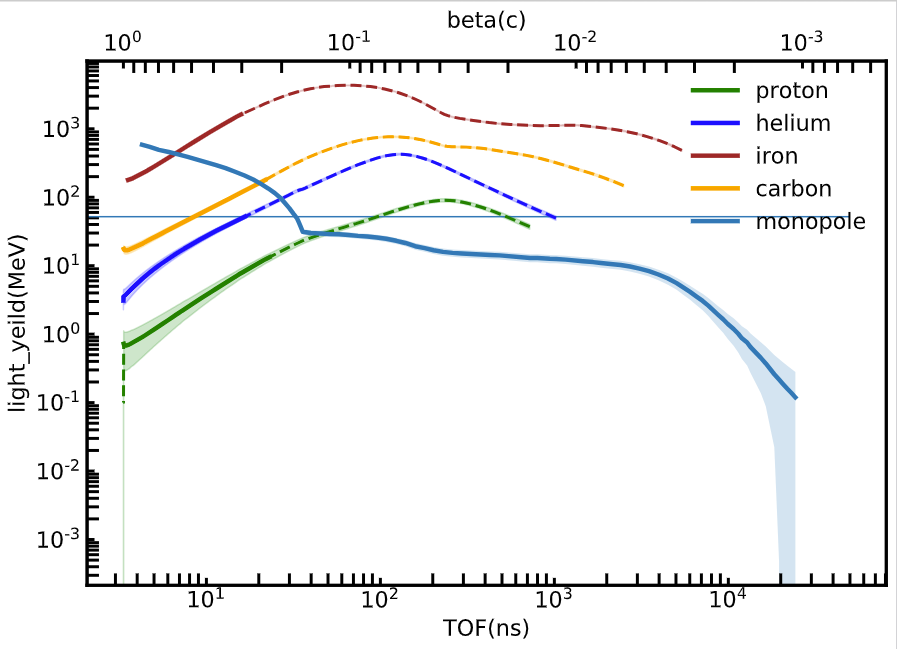 beta(c)
10⁰ 10⁻¹ 10⁻² 10⁻³
proton
helium
iron
carbon
monopole
light_yeild(MeV)
10³
10²
10¹
10⁰
10⁻¹
10⁻²
10⁻³
10¹ 10² 10³ 10⁴
TOF(ns)